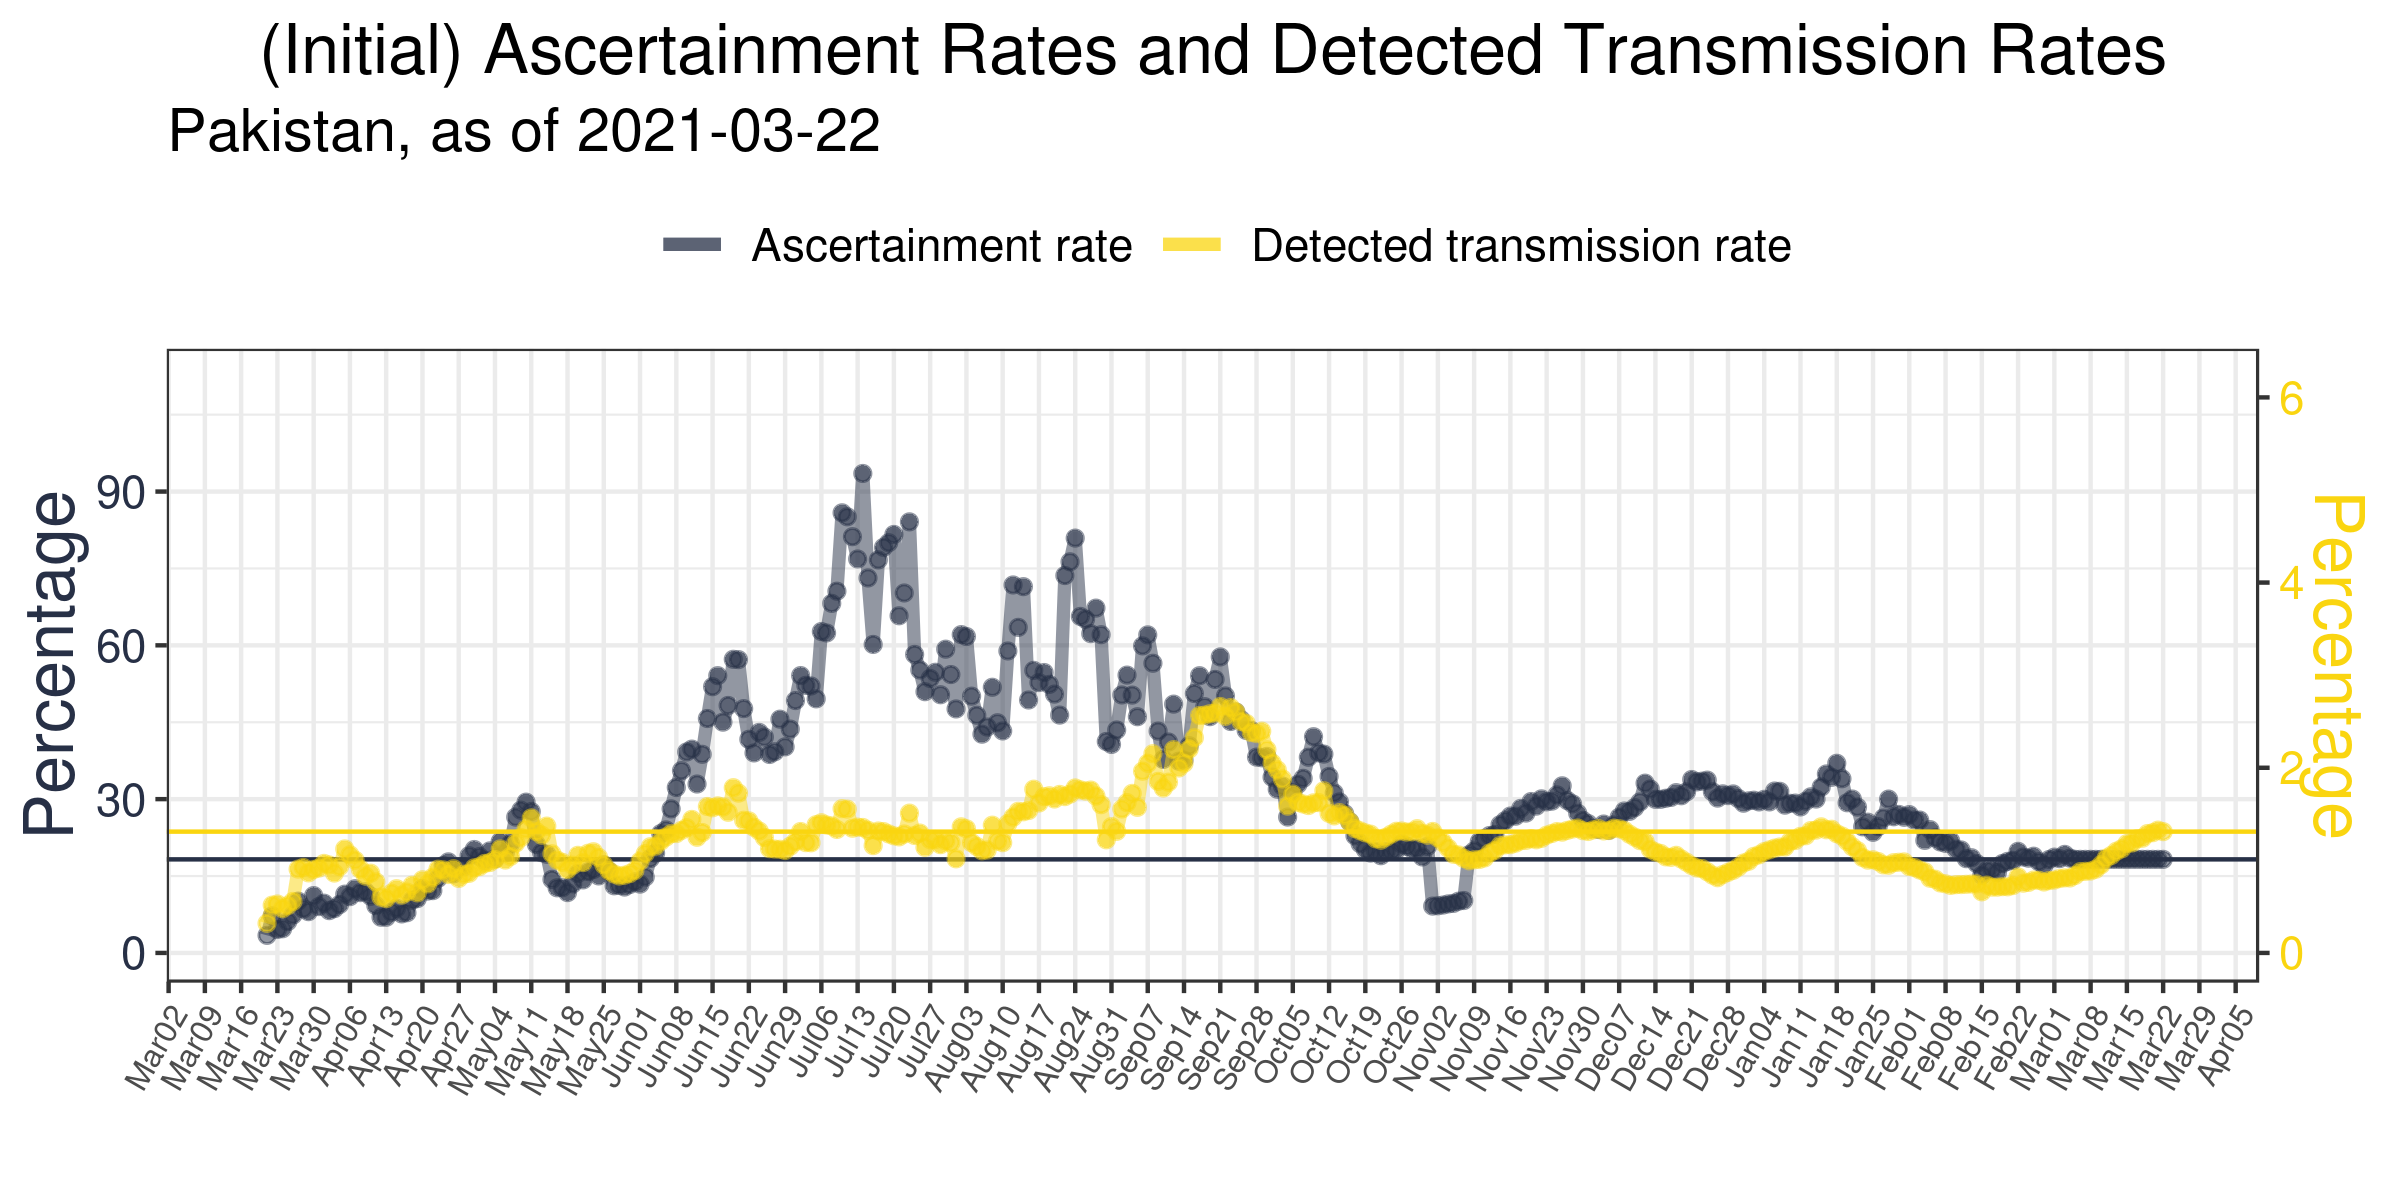 (Initial) Ascertainment Rates and Detected Transmission Rates
Pakistan, as of 2021-03-22
Ascertainment rate Detected transmission rate
Percentage
90
60
30
0
6
4
2
0
Percentage
Mar02 Mar09 Mar16 Mar23 Mar30 Apr06 Apr13 Apr20 Apr27 May04 May11 May18 May25 Jun01 Jun08 Jun15 Jun22 Jun29 Jul06 Jul13 Jul20 Jul27 Aug03 Aug10 Aug17 Aug24 Aug31 Sep07 Sep14 Sep21 Sep28 Oct05 Oct12 Oct19 Oct26 Nov02 Nov09 Nov16 Nov23 Nov30 Dec07 Dec14 Dec21 Dec28 Jan04 Jan11 Jan18 Jan25 Feb01 Feb08 Feb15 Feb22 Mar01 Mar08 Mar15 Mar22 Mar29 Apr05